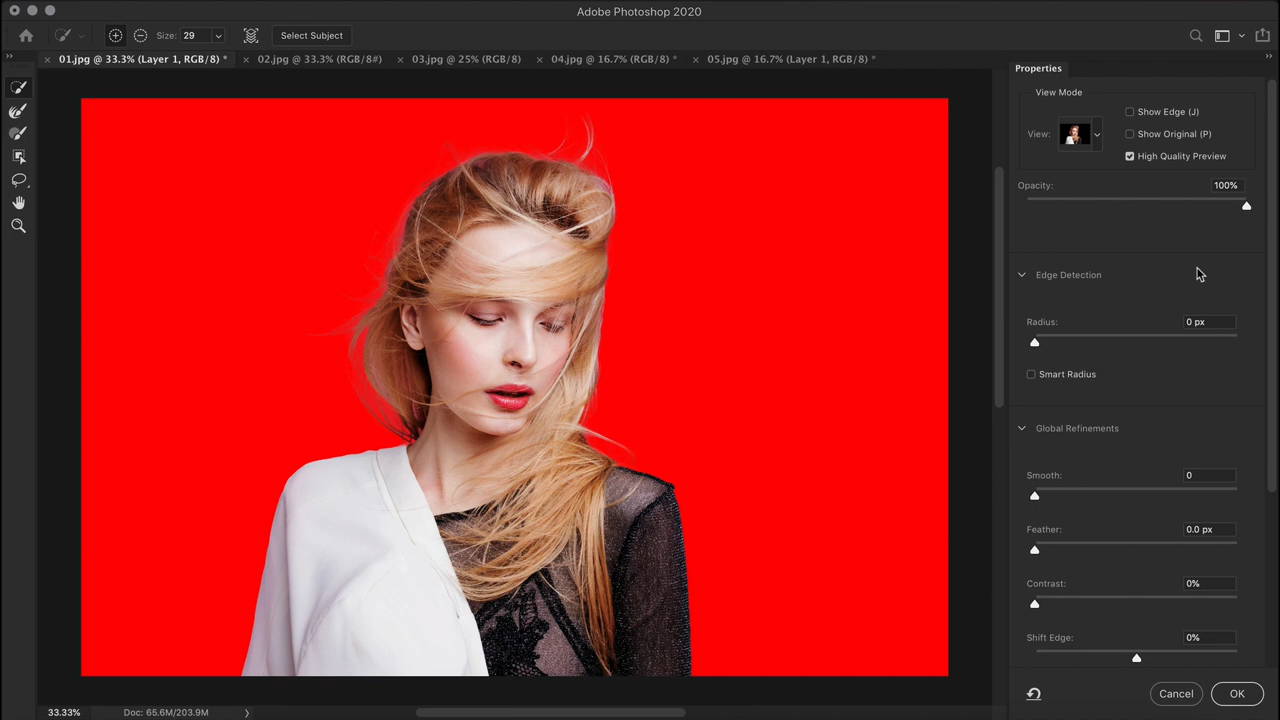 Adobe Photoshop 2020
Size: 29 Select Subject
01.jpg @ 33.3% (Layer 1, RGB/8) * 02.jpg @ 33.3% (RGB/8#) 03.jpg @ 25% (RGB/8) 04.jpg @ 16.7% (RGB/8) * 05.jpg @ 16.7% (Layer 1, RGB/8) *
Properties
View Mode
Show Edge (J)
View: Show Original (P)
High Quality Preview
Opacity: 100%
Edge Detection
Radius: 0 px
Smart Radius
Global Refinements
Smooth: 0
Feather: 0.0 px
Contrast: 0%
Shift Edge: 0%
Cancel OK
33.33% Doc: 65.6M/203.9M